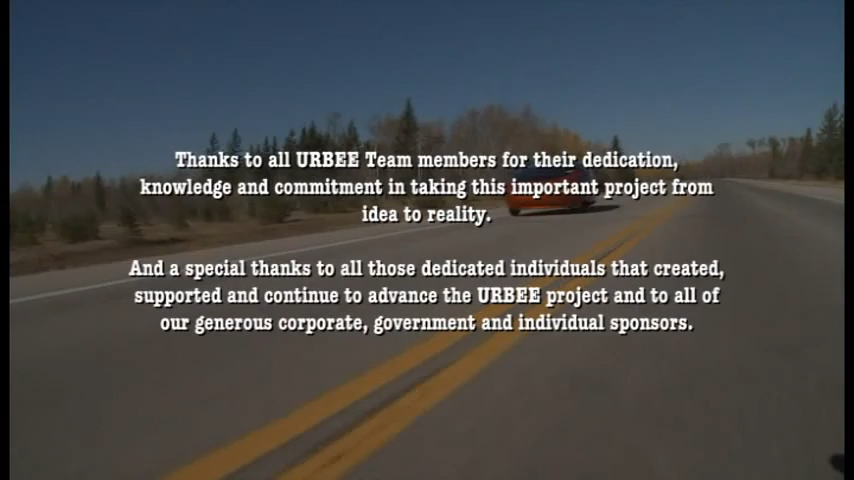 Thanks to all URBEE Team members for their dedication,
knowledge and commitment in taking this important project from
idea to reality.
And a special thanks to all those dedicated individuals that created,
supported and continue to advance the URBEE project and to all of
our generous corporate, government and individual sponsors.